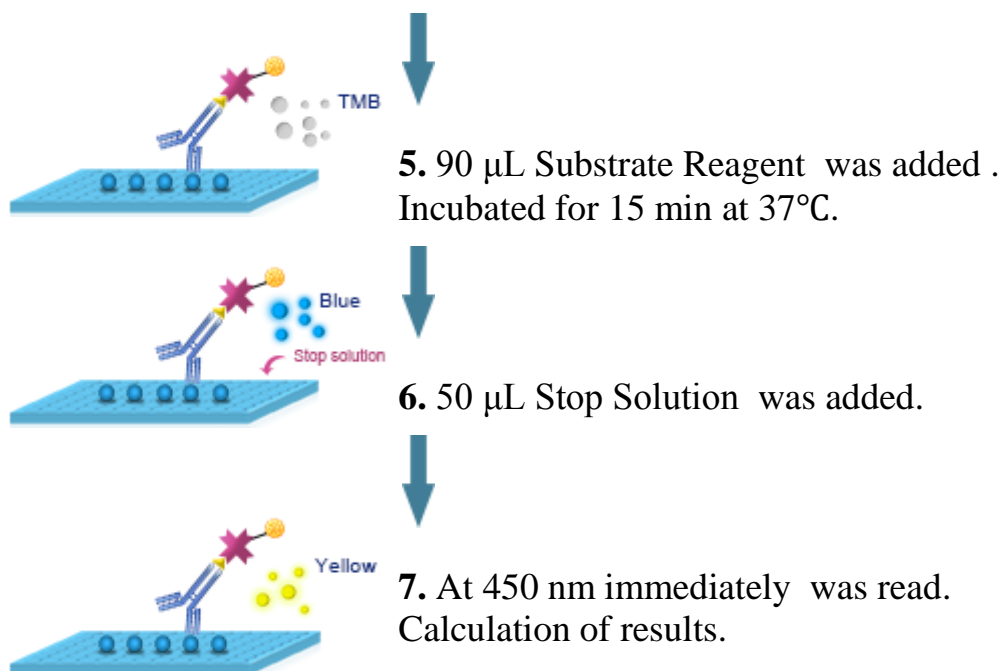 TMB
5. 90 μL Substrate Reagent was added .
Incubated for 15 min at 37℃.
Blue
Stop solution
6. 50 μL Stop Solution was added.
Yellow
7. At 450 nm immediately was read.
Calculation of results.